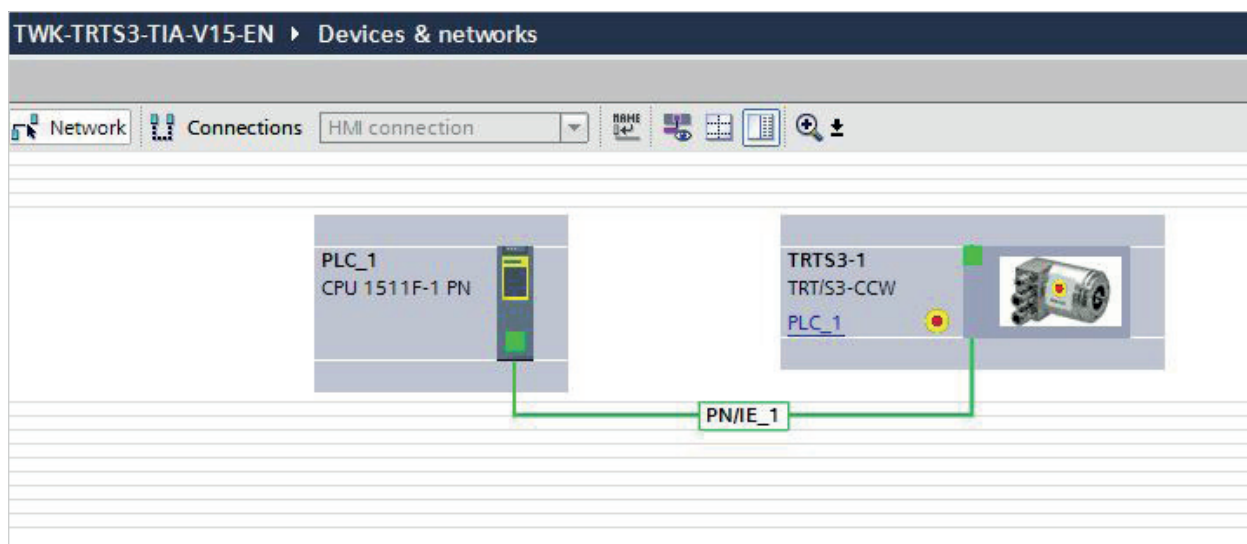 TWK-TRTS3-TIA-V15-EN ▸ Devices & networks
Network Connections HMI connection
PLC_1
CPU 1511F-1 PN
TRTS3-1
TRT/S3-CCW
PLC_1
PN/IE_1